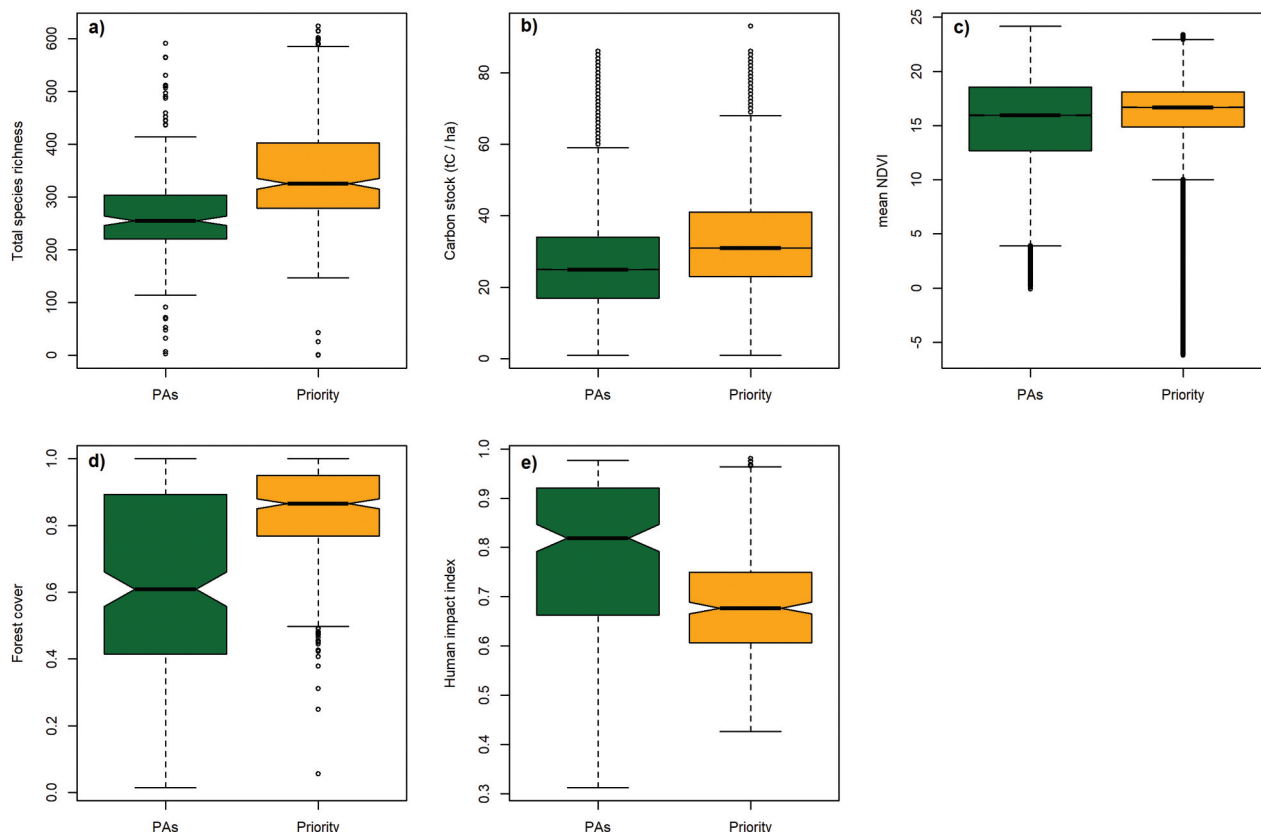 a)
Total species richness
600
500
400
300
200
100
0
PAs Priority
b)
Carbon stock (tC / ha)
80
60
40
20
0
PAs Priority
c)
mean NDVI
25
20
15
10
5
0
-5
PAs Priority
d)
Forest cover
1.0
0.8
0.6
0.4
0.2
0.0
PAs Priority
e)
Human impact index
1.0
0.9
0.8
0.7
0.6
0.5
0.4
0.3
PAs Priority